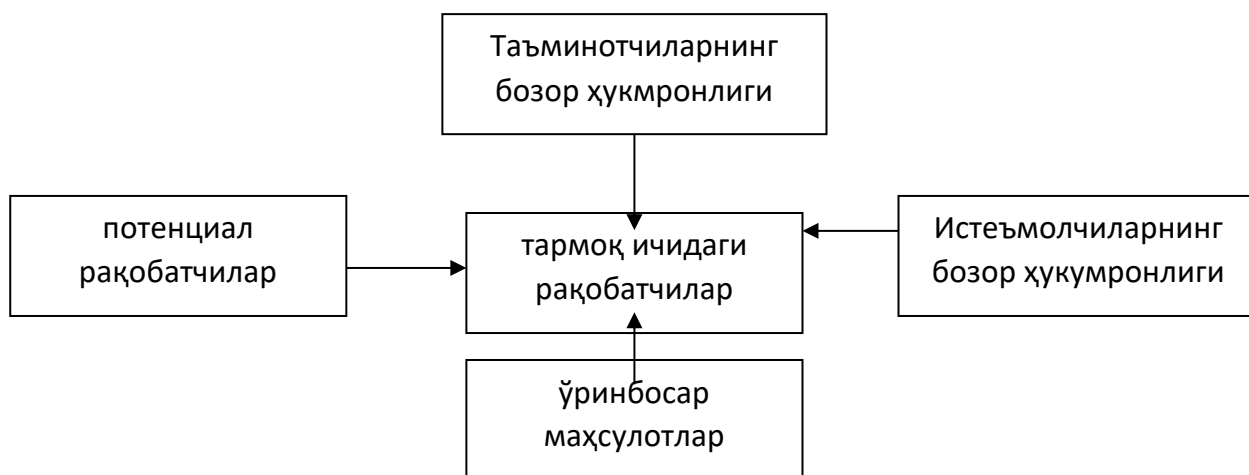 Таъминотчиларнинг
бозор ҳукмронлиги
потенциал
рақобатчилар
тармоқ ичидаги
рақобатчилар
Истеъмолчиларнинг
бозор ҳукумронлиги
ўринбосар
маҳсулотлар